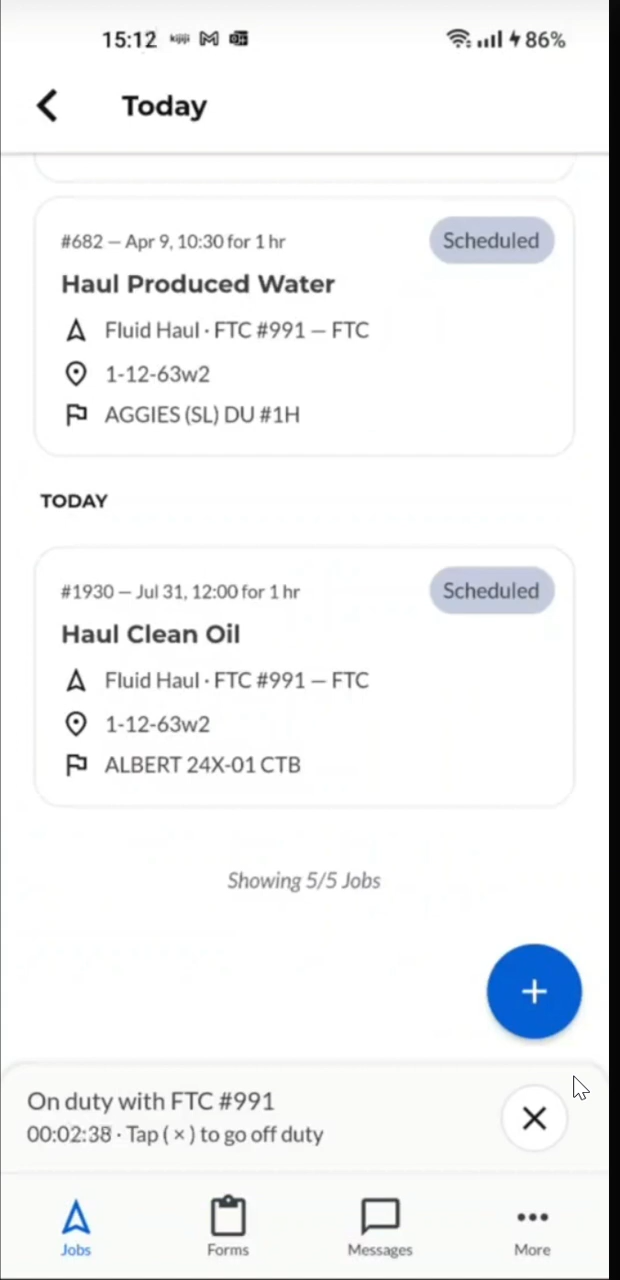 15:12 kijiji 86%
Today
#682 – Apr 9, 10:30 for 1 hr Scheduled
Haul Produced Water
Fluid Haul · FTC #991 – FTC
1-12-63w2
AGGIES (SL) DU #1H
TODAY
#1930 – Jul 31, 12:00 for 1 hr Scheduled
Haul Clean Oil
Fluid Haul · FTC #991 – FTC
1-12-63w2
ALBERT 24X-01 CTB
Showing 5/5 Jobs
On duty with FTC #991
00:02:38 · Tap ( × ) to go off duty
Jobs Forms Messages More